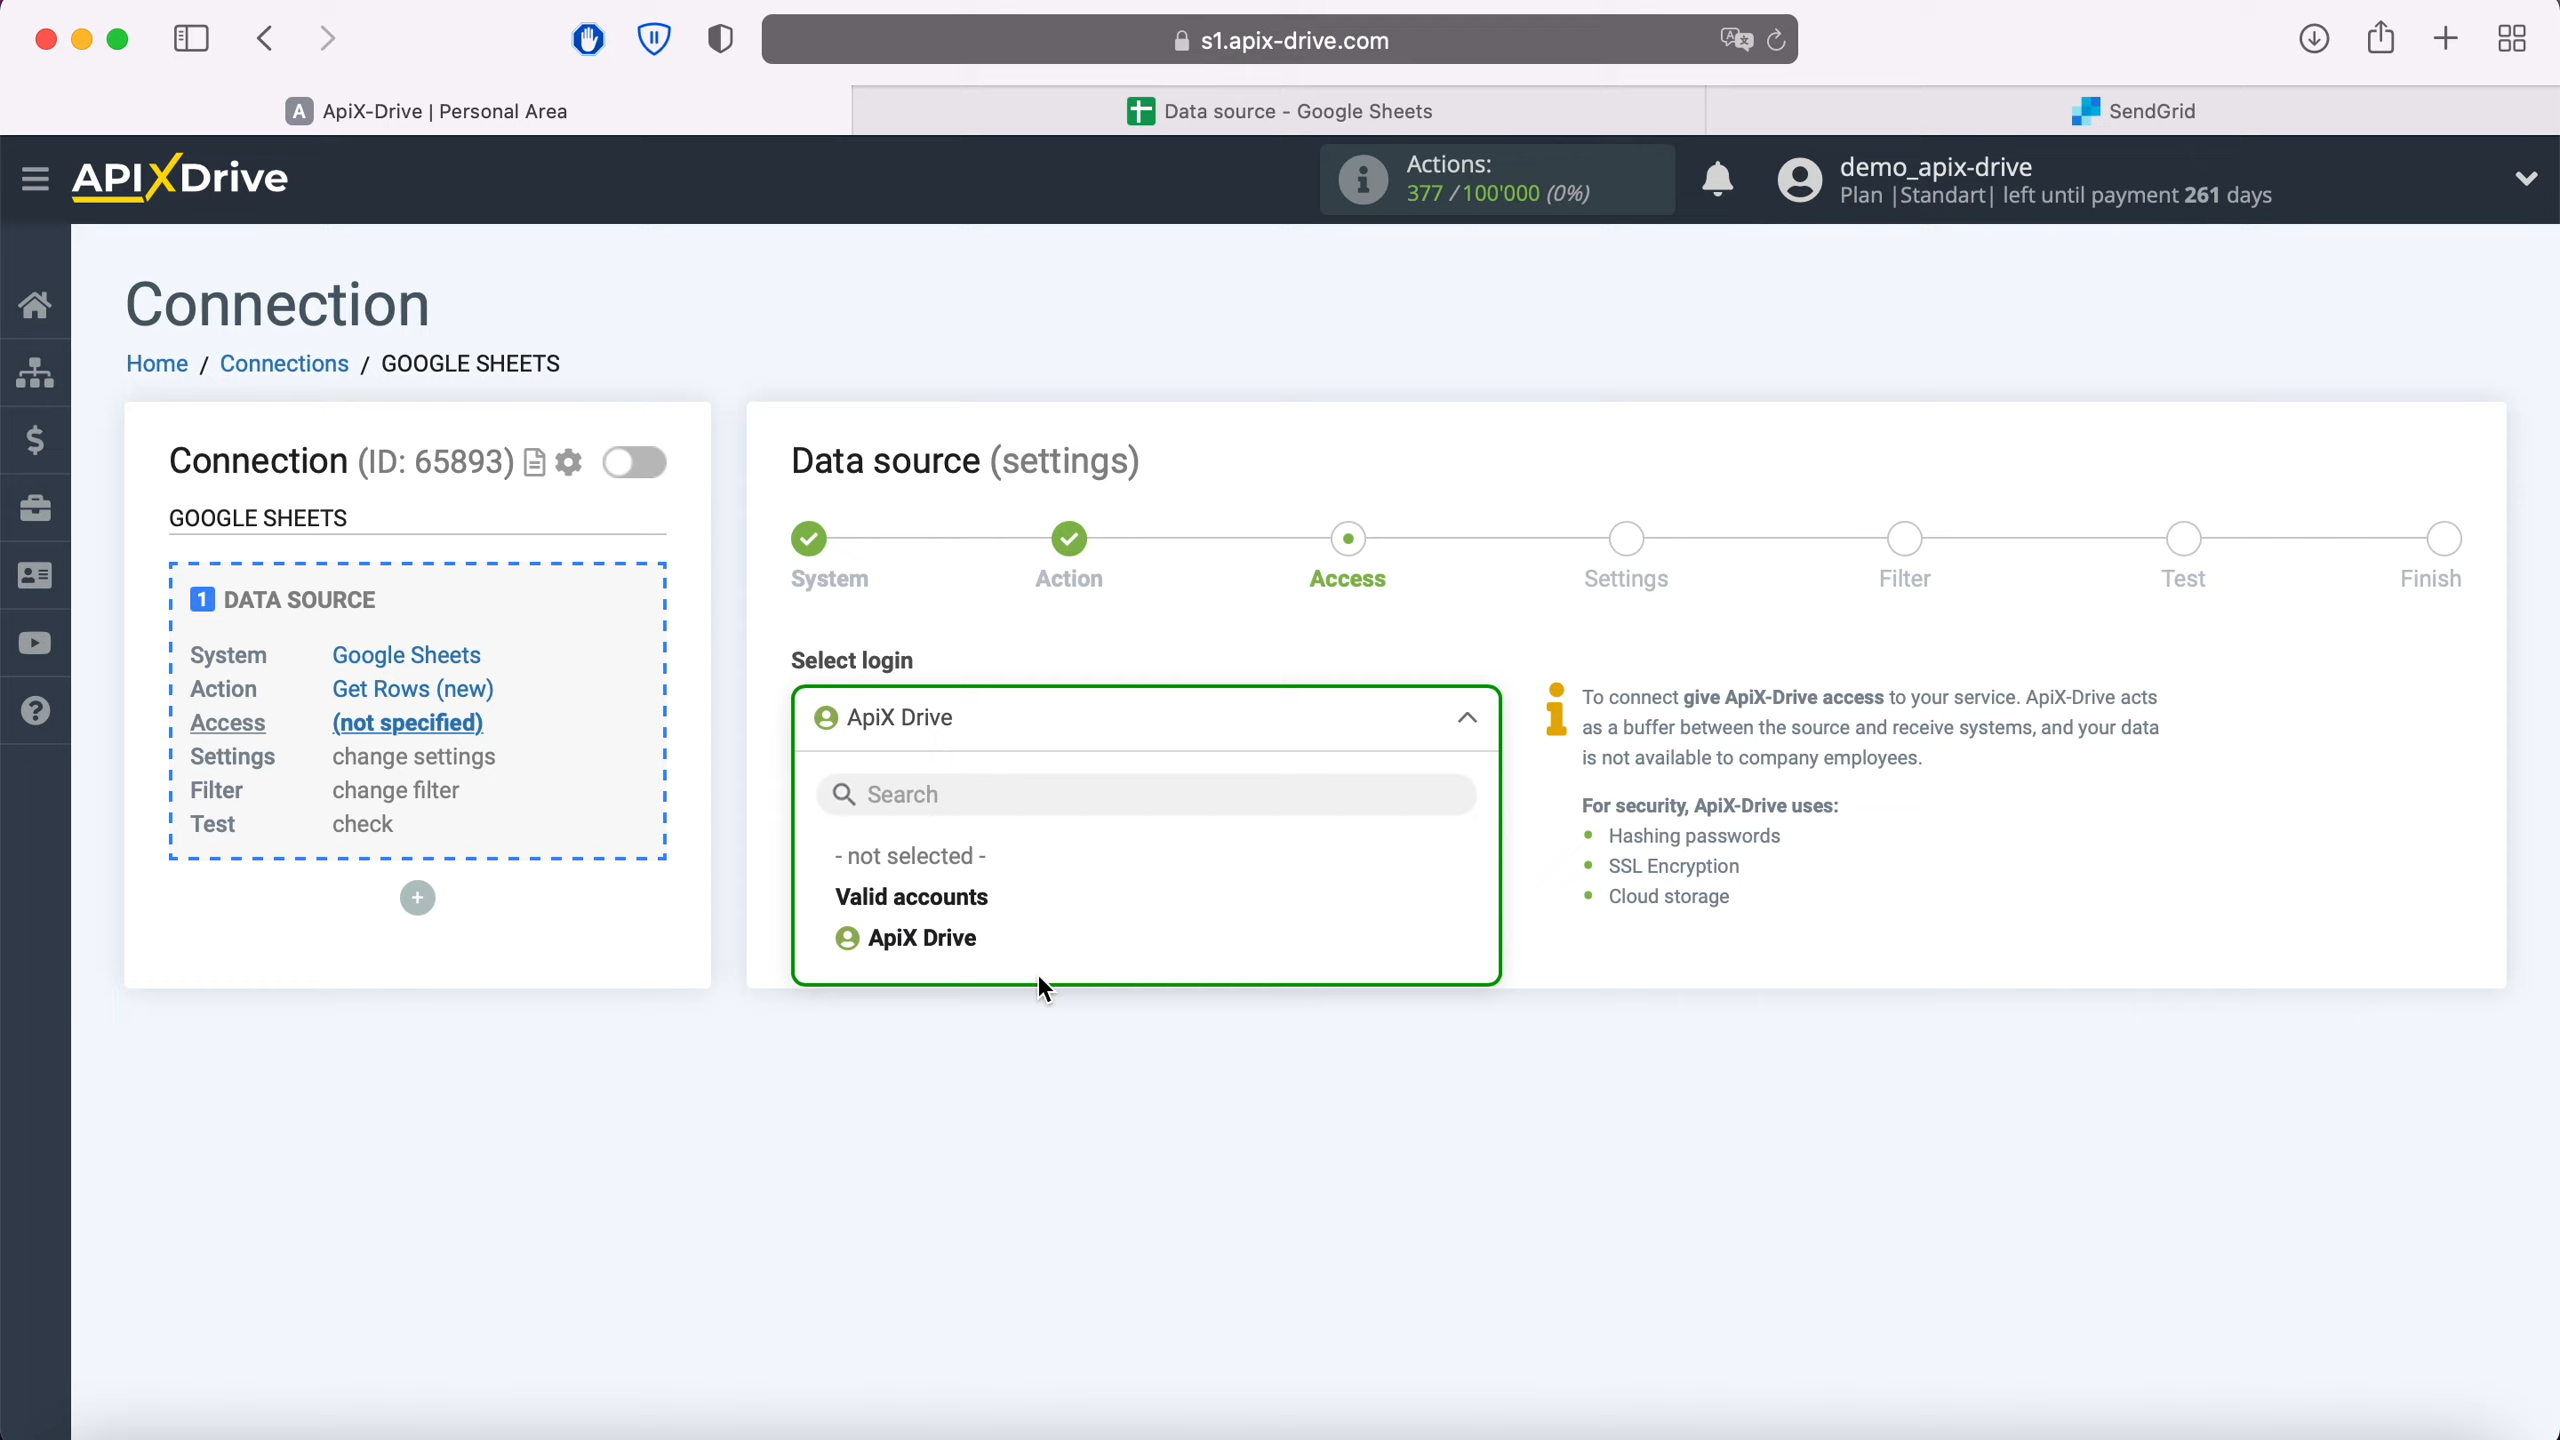 s1.apix-drive.com
A ApiX-Drive | Personal Area
Data source - Google Sheets
SendGrid
APIXDrive
Actions:
377 / 100'000 (0%)
demo_apix-drive
Plan |Standart| left until payment 261 days
Connection
Home / Connections / GOOGLE SHEETS
Connection (ID: 65893)
GOOGLE SHEETS
1 DATA SOURCE
System Google Sheets
Action Get Rows (new)
Access (not specified)
Settings change settings
Filter change filter
Test check
+
Data source (settings)
System Action Access Settings Filter Test Finish
Select login
ApiX Drive
Search
- not selected -
Valid accounts
ApiX Drive
To connect give ApiX-Drive access to your service. ApiX-Drive acts
as a buffer between the source and receive systems, and your data
is not available to company employees.
For security, ApiX-Drive uses:
Hashing passwords
SSL Encryption
Cloud storage